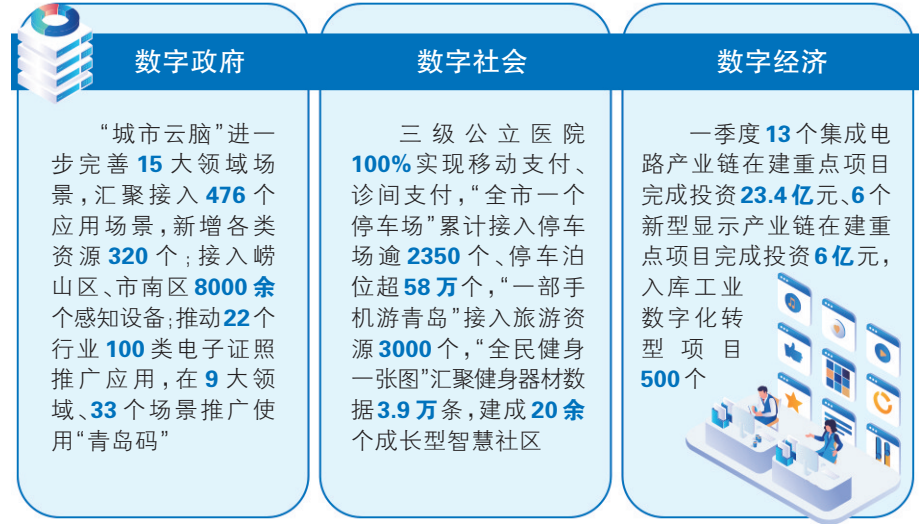 数字政府
“城市云脑”进一
步完善15大领域场
景，汇聚接入476个
应用场景，新增各类
资源320个；接入崂
山区、市南区8000余
个感知设备；推动22个
行业100类电子证照
推广应用，在9大领
域、33个场景推广使
用“青岛码”
数字社会
三级公立医院
100%实现移动支付、
诊间支付，“全市一个
停车场”累计接入停车
场逾2350个、停车泊
位超58万个，“一部手
机游青岛”接入旅游资
源3000个，“全民健身
一张图”汇聚健身器材数
据3.9万条，建成20余
个成长型智慧社区
数字经济
一季度13个集成电
路产业链在建重点项目
完成投资23.4亿元、6个
新型显示产业链在建重
点项目完成投资6亿元，
入库工业
数字化转
型项目
500个